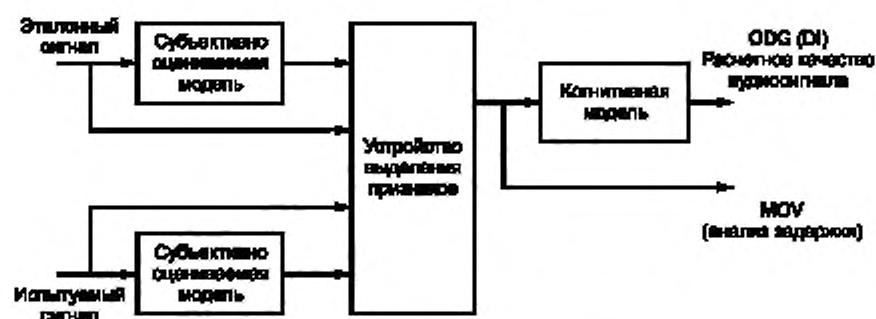 Эталонный
сигнал
Субъективно
оцениваемая
модель
Устройство
выделения
признаков
Когнитивная
модель
ODG (DI)
Расчетное качество
аудиосигнала
MOV
(анализ задержки)
Субъективно
оцениваемая
модель
Испытуемый
сигнал